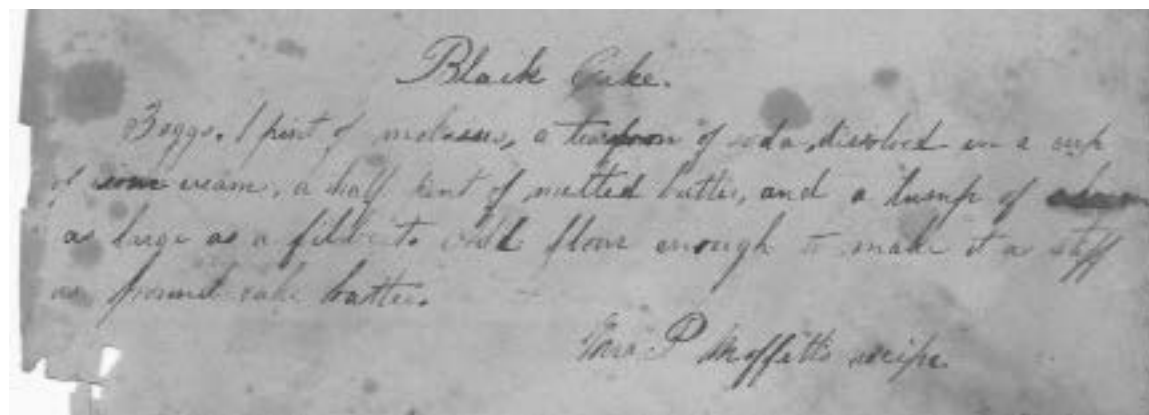 Black Cake.
3 eggs. 1 pint of molasses, a teaspoon of soda, dissolved in a cup
of sour cream, a half pint of melted butter, and a lump of
as large as a filbert. add flour enough to make it a stiff
as pound cake batter.
Mrs P Moffitt's recipe